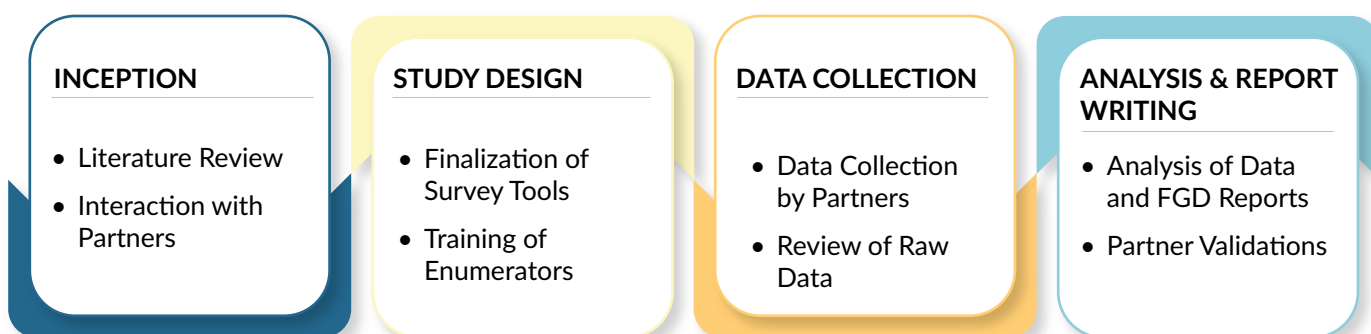 INCEPTION
• Literature Review
• Interaction with
Partners
STUDY DESIGN
• Finalization of
Survey Tools
• Training of
Enumerators
DATA COLLECTION
• Data Collection
by Partners
• Review of Raw
Data
ANALYSIS & REPORT
WRITING
• Analysis of Data
and FGD Reports
• Partner Validations